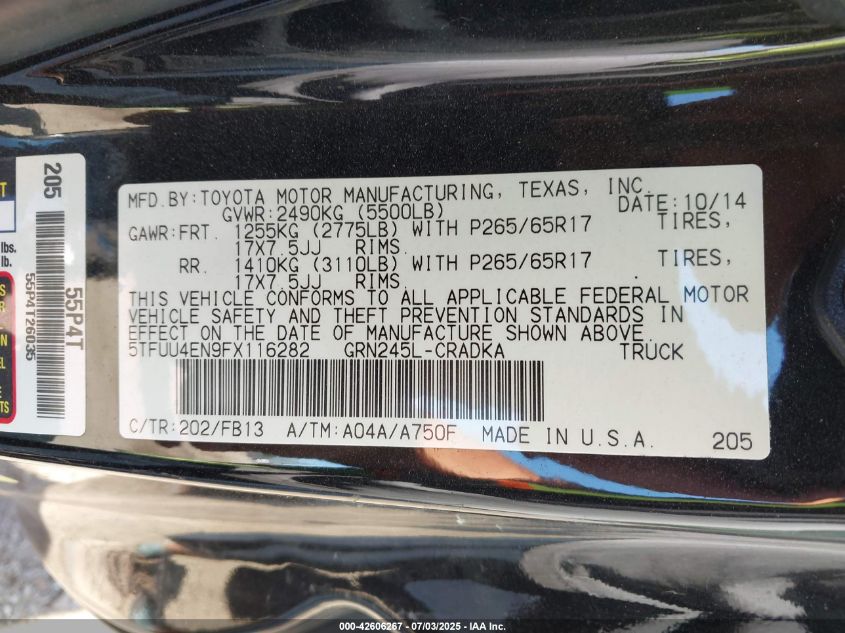 MFD.BY:TOYOTA MOTOR MANUFACTURING, TEXAS, INC.
GVWR:2490KG (5500LB) DATE:10/14
GAWR:FRT. 1255KG (2775LB) WITH P265/65R17 TIRES,
17X7.5JJ RIMS
RR. 1410KG (3110LB) WITH P265/65R17 TIRES,
17X7.5JJ RIMS
THIS VEHICLE CONFORMS TO ALL APPLICABLE FEDERAL MOTOR
VEHICLE SAFETY AND THEFT PREVENTION STANDARDS IN
EFFECT ON THE DATE OF MANUFACTURE SHOWN ABOVE.
5TFUU4EN9FX116282 GRN245L-CRADKA TRUCK
C/TR:202/FB13 A/TM:A04A/A750F MADE IN U.S.A. 205
205
55P4T
55P4T26036
lbs.
lb.
000-42606267 - 07/03/2025 - IAA Inc.